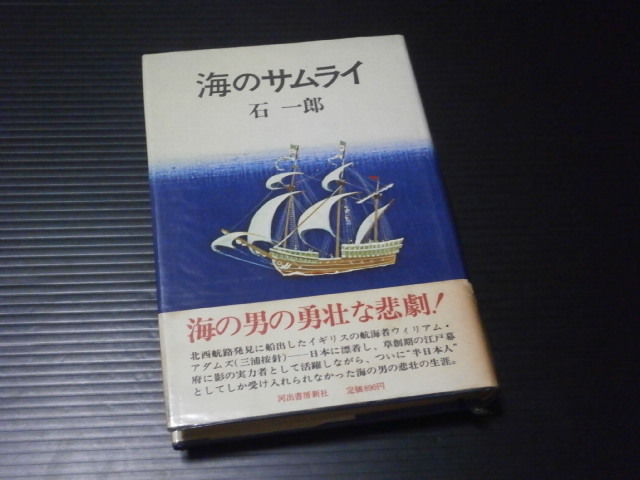 海のサムライ
石 一郎
海の男の勇壮な悲劇!
北西航路発見に船出したイギリスの航海者ウィリアム・
アダムズ(三浦按針)——日本に漂着し、草創期の江戸幕
府に影の実力者として活躍しながら、ついに“半日本人”
としてしか受け入れられなかった海の男の悲壮の生涯。
河出書房新社 定価890円